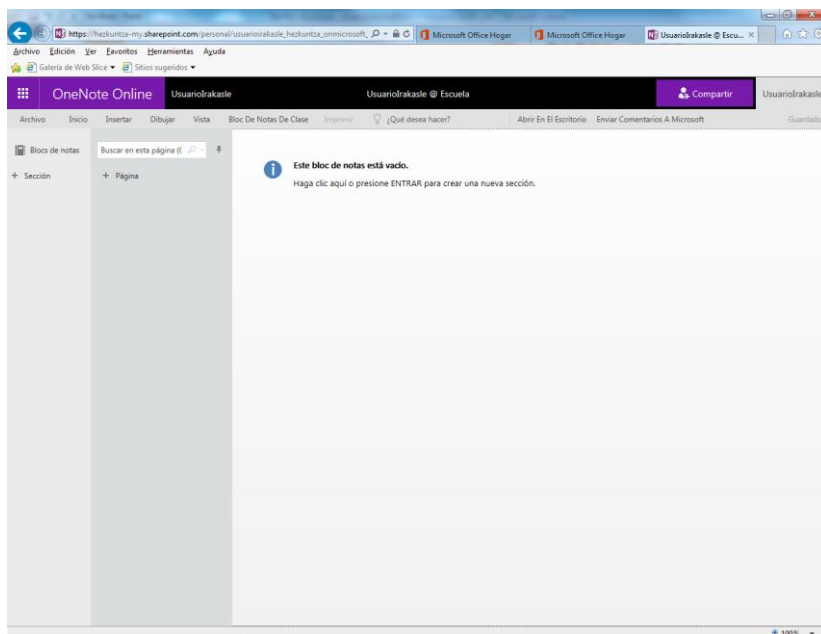 https://hezkuntza-my.sharepoint.com/personal/usuarioirakasle_hezkuntza_onmicrosoft_
Microsoft Office Hogar
Microsoft Office Hogar
UsuarioIrakasle @ Escu...
Archivo Edición Ver Favoritos Herramientas Ayuda
Galería de Web Slice Sitios sugeridos
OneNote Online UsuarioIrakasle UsuarioIrakasle @ Escuela Compartir UsuarioIrakasle
Archivo Inicio Insertar Dibujar Vista Bloc De Notas De Clase Imprimir ¿Qué desea hacer? Abrir En El Escritorio Enviar Comentarios A Microsoft Guardado
Blocs de notas Buscar en esta página (C
+ Sección + Página
Este bloc de notas está vacío.
Haga clic aquí o presione ENTRAR para crear una nueva sección.
100%